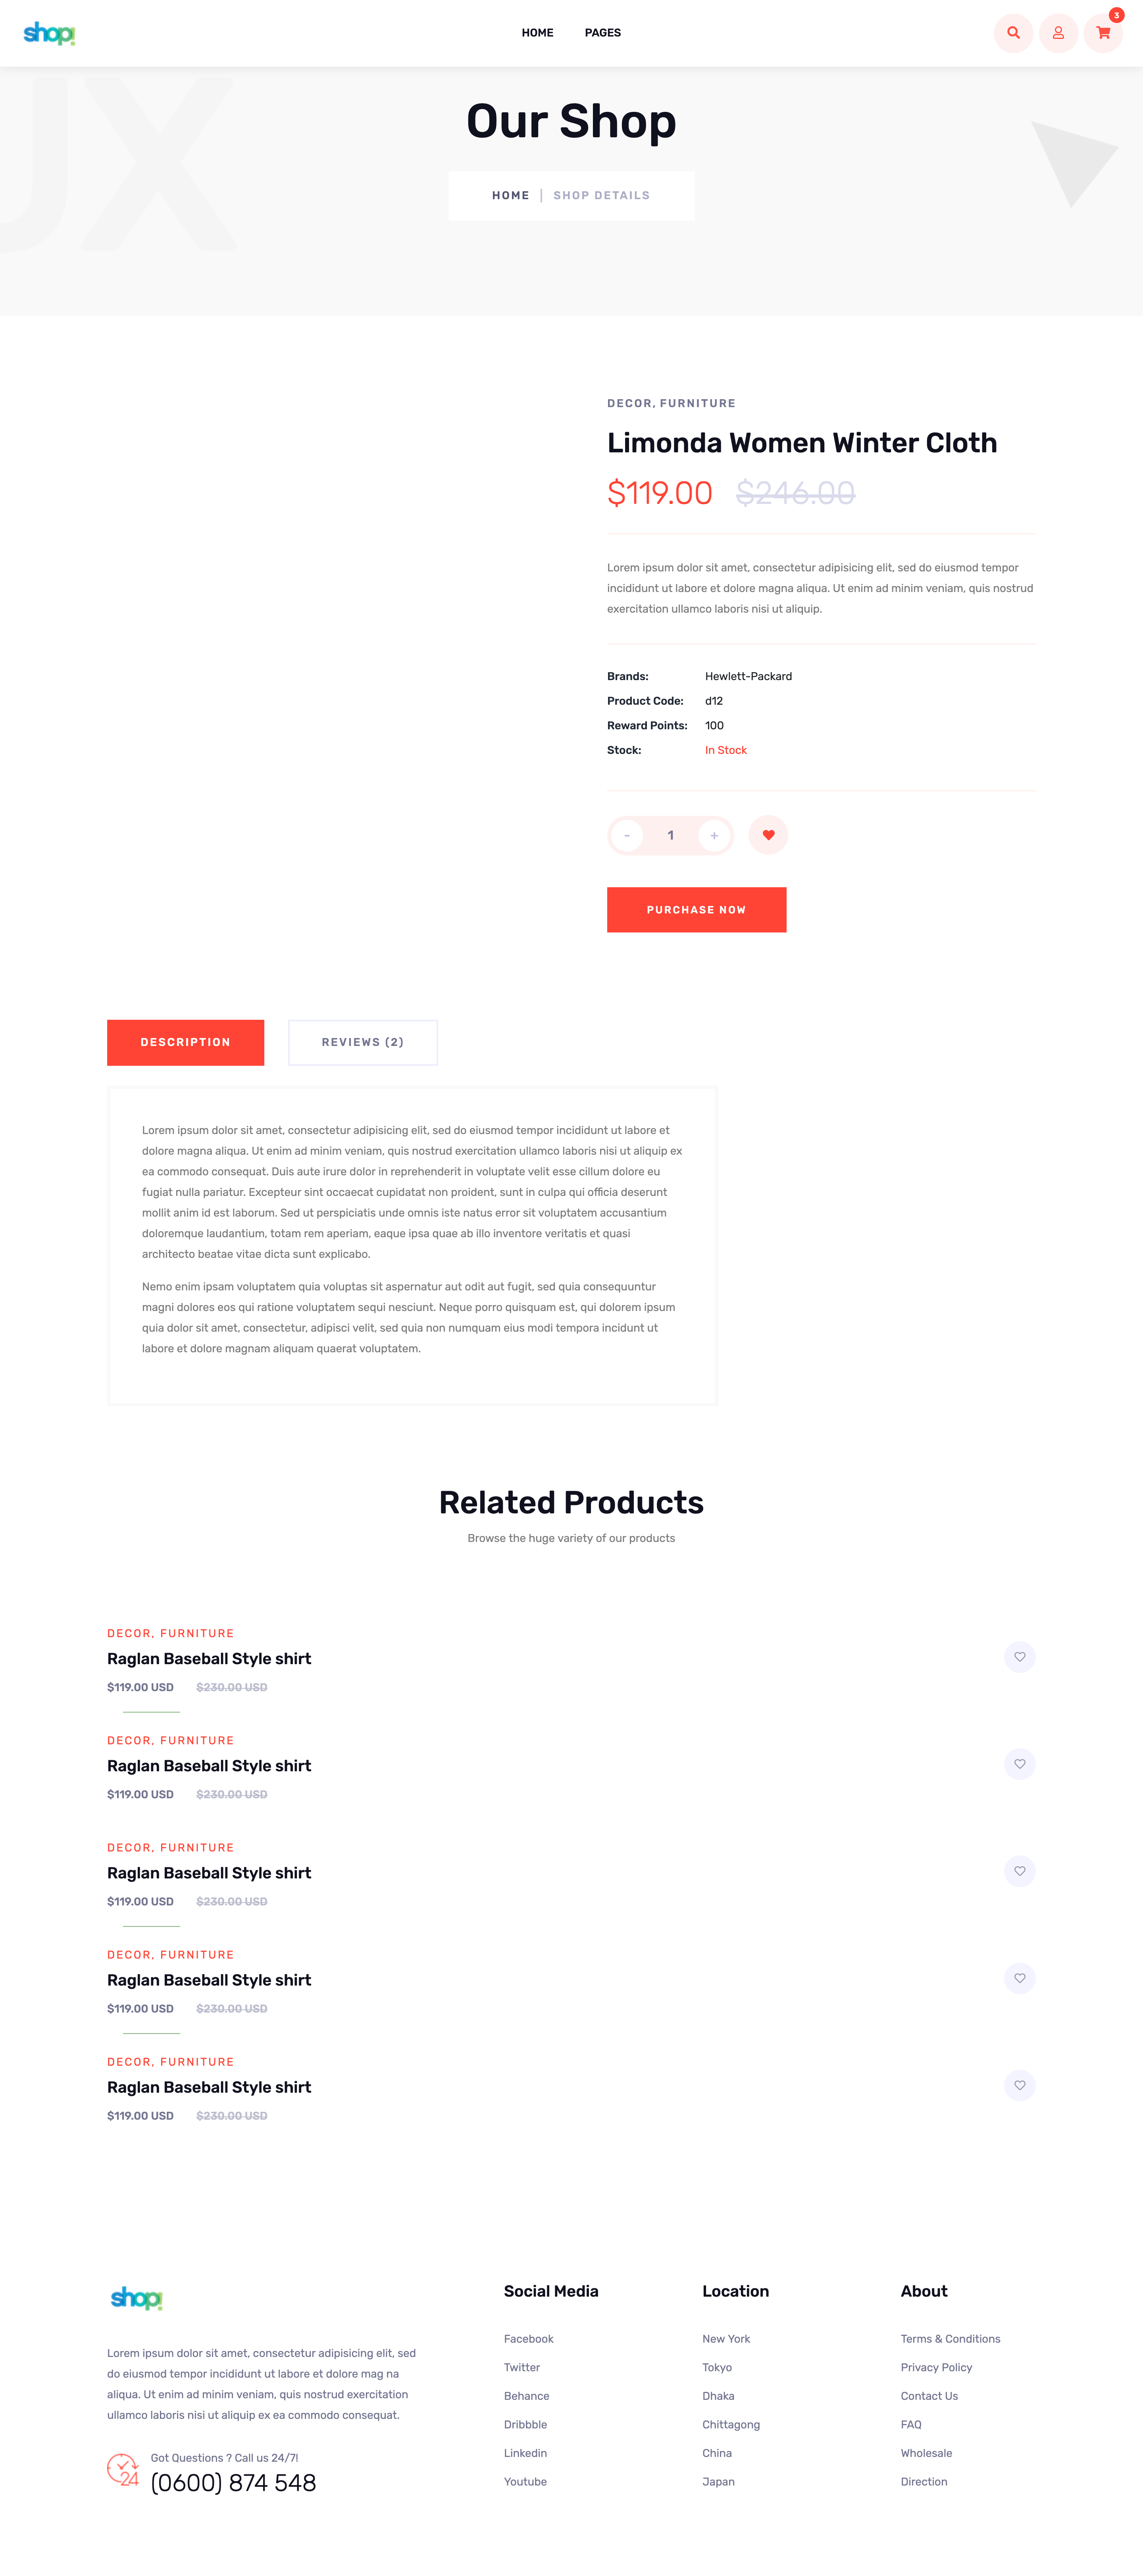 shop!
HOME PAGES
3
UX
Our Shop
HOME | SHOP DETAILS
DECOR, FURNITURE
Limonda Women Winter Cloth
$119.00 $246.00
Lorem ipsum dolor sit amet, consectetur adipisicing elit, sed do eiusmod tempor
incididunt ut labore et dolore magna aliqua. Ut enim ad minim veniam, quis nostrud
exercitation ullamco laboris nisi ut aliquip.
Brands: Hewlett-Packard
Product Code: d12
Reward Points: 100
Stock: In Stock
- 1 +
PURCHASE NOW
DESCRIPTION REVIEWS (2)
Lorem ipsum dolor sit amet, consectetur adipisicing elit, sed do eiusmod tempor incididunt ut labore et
dolore magna aliqua. Ut enim ad minim veniam, quis nostrud exercitation ullamco laboris nisi ut aliquip ex
ea commodo consequat. Duis aute irure dolor in reprehenderit in voluptate velit esse cillum dolore eu
fugiat nulla pariatur. Excepteur sint occaecat cupidatat non proident, sunt in culpa qui officia deserunt
mollit anim id est laborum. Sed ut perspiciatis unde omnis iste natus error sit voluptatem accusantium
doloremque laudantium, totam rem aperiam, eaque ipsa quae ab illo inventore veritatis et quasi
architecto beatae vitae dicta sunt explicabo.
Nemo enim ipsam voluptatem quia voluptas sit aspernatur aut odit aut fugit, sed quia consequuntur
magni dolores eos qui ratione voluptatem sequi nesciunt. Neque porro quisquam est, qui dolorem ipsum
quia dolor sit amet, consectetur, adipisci velit, sed quia non numquam eius modi tempora incidunt ut
labore et dolore magnam aliquam quaerat voluptatem.
Related Products
Browse the huge variety of our products
DECOR, FURNITURE
Raglan Baseball Style shirt
$119.00 USD $230.00 USD
DECOR, FURNITURE
Raglan Baseball Style shirt
$119.00 USD $230.00 USD
DECOR, FURNITURE
Raglan Baseball Style shirt
$119.00 USD $230.00 USD
DECOR, FURNITURE
Raglan Baseball Style shirt
$119.00 USD $230.00 USD
DECOR, FURNITURE
Raglan Baseball Style shirt
$119.00 USD $230.00 USD
shop!
Lorem ipsum dolor sit amet, consectetur adipisicing elit, sed
do eiusmod tempor incididunt ut labore et dolore mag na
aliqua. Ut enim ad minim veniam, quis nostrud exercitation
ullamco laboris nisi ut aliquip ex ea commodo consequat.
24
Got Questions ? Call us 24/7!
(0600) 874 548
Social Media
Facebook
Twitter
Behance
Dribbble
Linkedin
Youtube
Location
New York
Tokyo
Dhaka
Chittagong
China
Japan
About
Terms & Conditions
Privacy Policy
Contact Us
FAQ
Wholesale
Direction